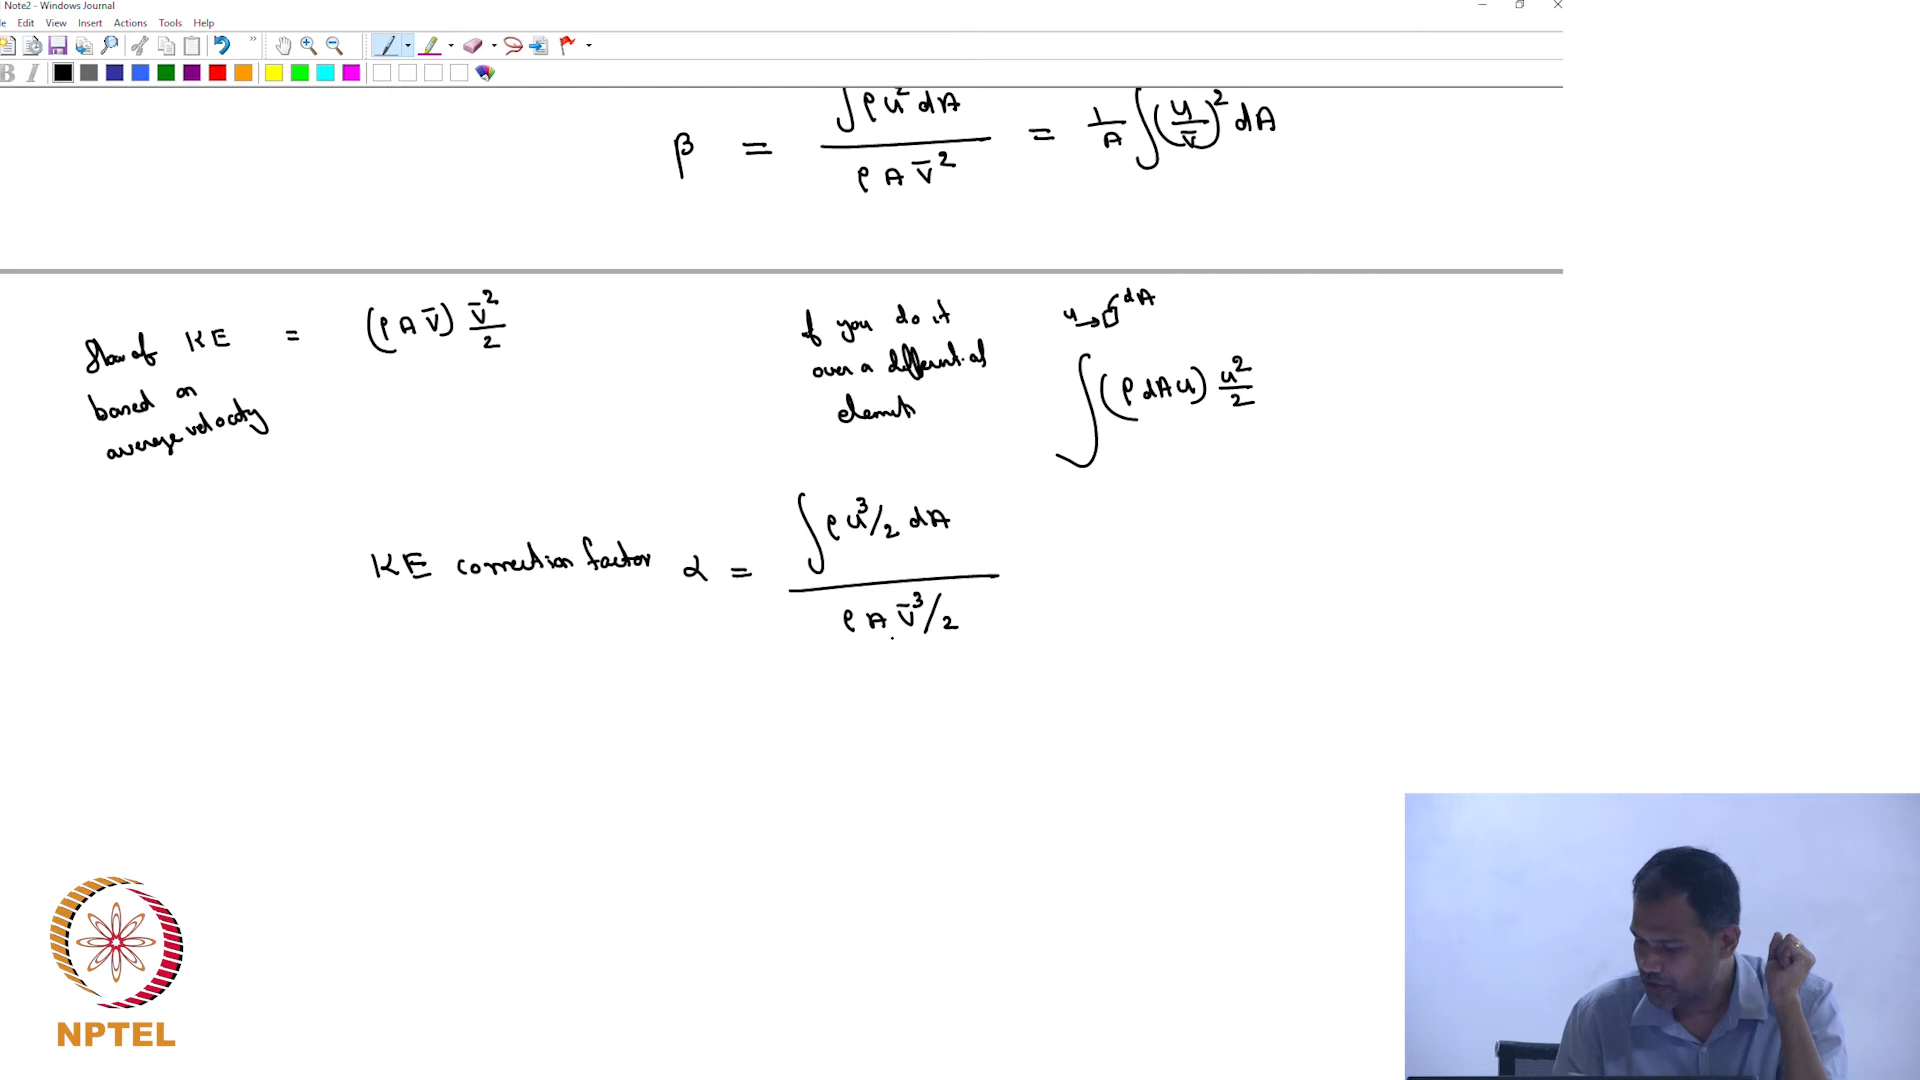 Note2 - Windows Journal
Edit View Insert Actions Tools Help
B I
β = ∫ρu²dA / ρAV̅² = 1/A ∫(u/V̅)² dA
flow of KE = (ρAV̅) V̅²/2
based on
average velocity
If you do it
over a differential
element
u → dA
∫(ρdAu) u²/2
KE correction factor α = ∫ρu³/2 dA / ρAV̅³/2
NPTEL